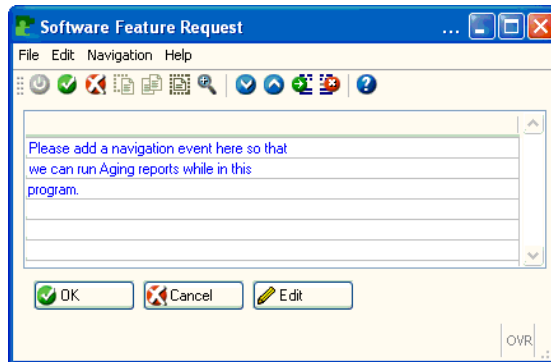 Software Feature Request ...
File Edit Navigation Help
Please add a navigation event here so that
we can run Aging reports while in this
program.
OK Cancel Edit
OVR